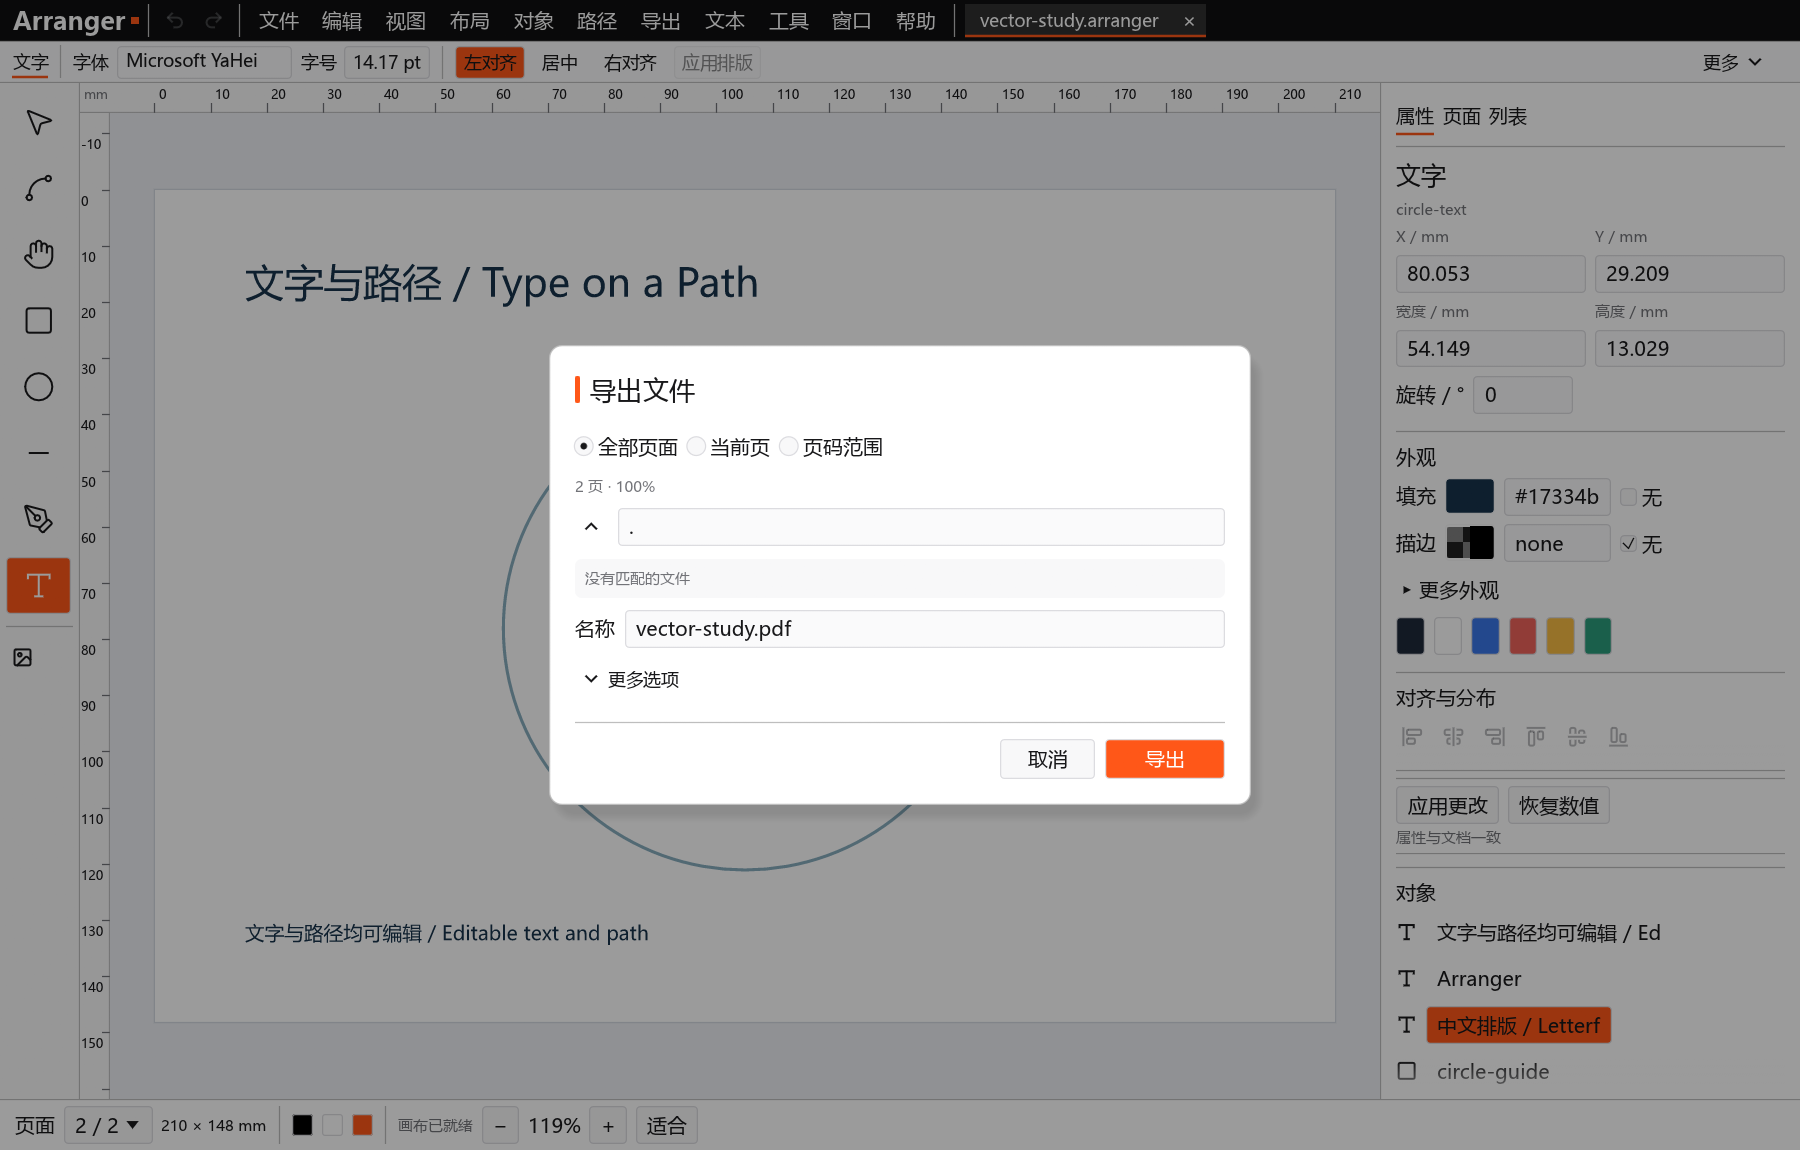 Arranger 文件 编辑 视图 布局 对象 路径 导出 文本 工具 窗口 帮助 vector-study.arranger ×
文字 字体 Microsoft YaHei 字号 14.17 pt 左对齐 居中 右对齐 应用排版 更多
mm 0 10 20 30 40 50 60 70 80 90 100 110 120 130 140 150 160 170 180 190 200 210
-10
0
10
20
30
40
50
60
70
80
90
100
110
120
130
140
150
文字与路径 / Type on a Path
文字与路径均可编辑 / Editable text and path
导出文件
全部页面 当前页 页码范围
2 页 · 100%
.
没有匹配的文件
名称 vector-study.pdf
更多选项
取消 导出
属性 页面 列表
文字
circle-text
X / mm Y / mm
80.053 29.209
宽度 / mm 高度 / mm
54.149 13.029
旋转 / ° 0
外观
填充 #17334b 无
描边 none 无
更多外观
对齐与分布
应用更改 恢复数值
属性与文档一致
对象
T 文字与路径均可编辑 / Ed
T Arranger
T 中文排版 / Letterf
circle-guide
页面 2 / 2 210 × 148 mm 画布已就绪 − 119% + 适合